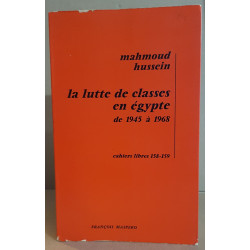 mahmoud
hussein
la lutte de classes
en égypte
de 1945 à 1968
cahiers libres 158-159
FRANÇOIS MASPERO